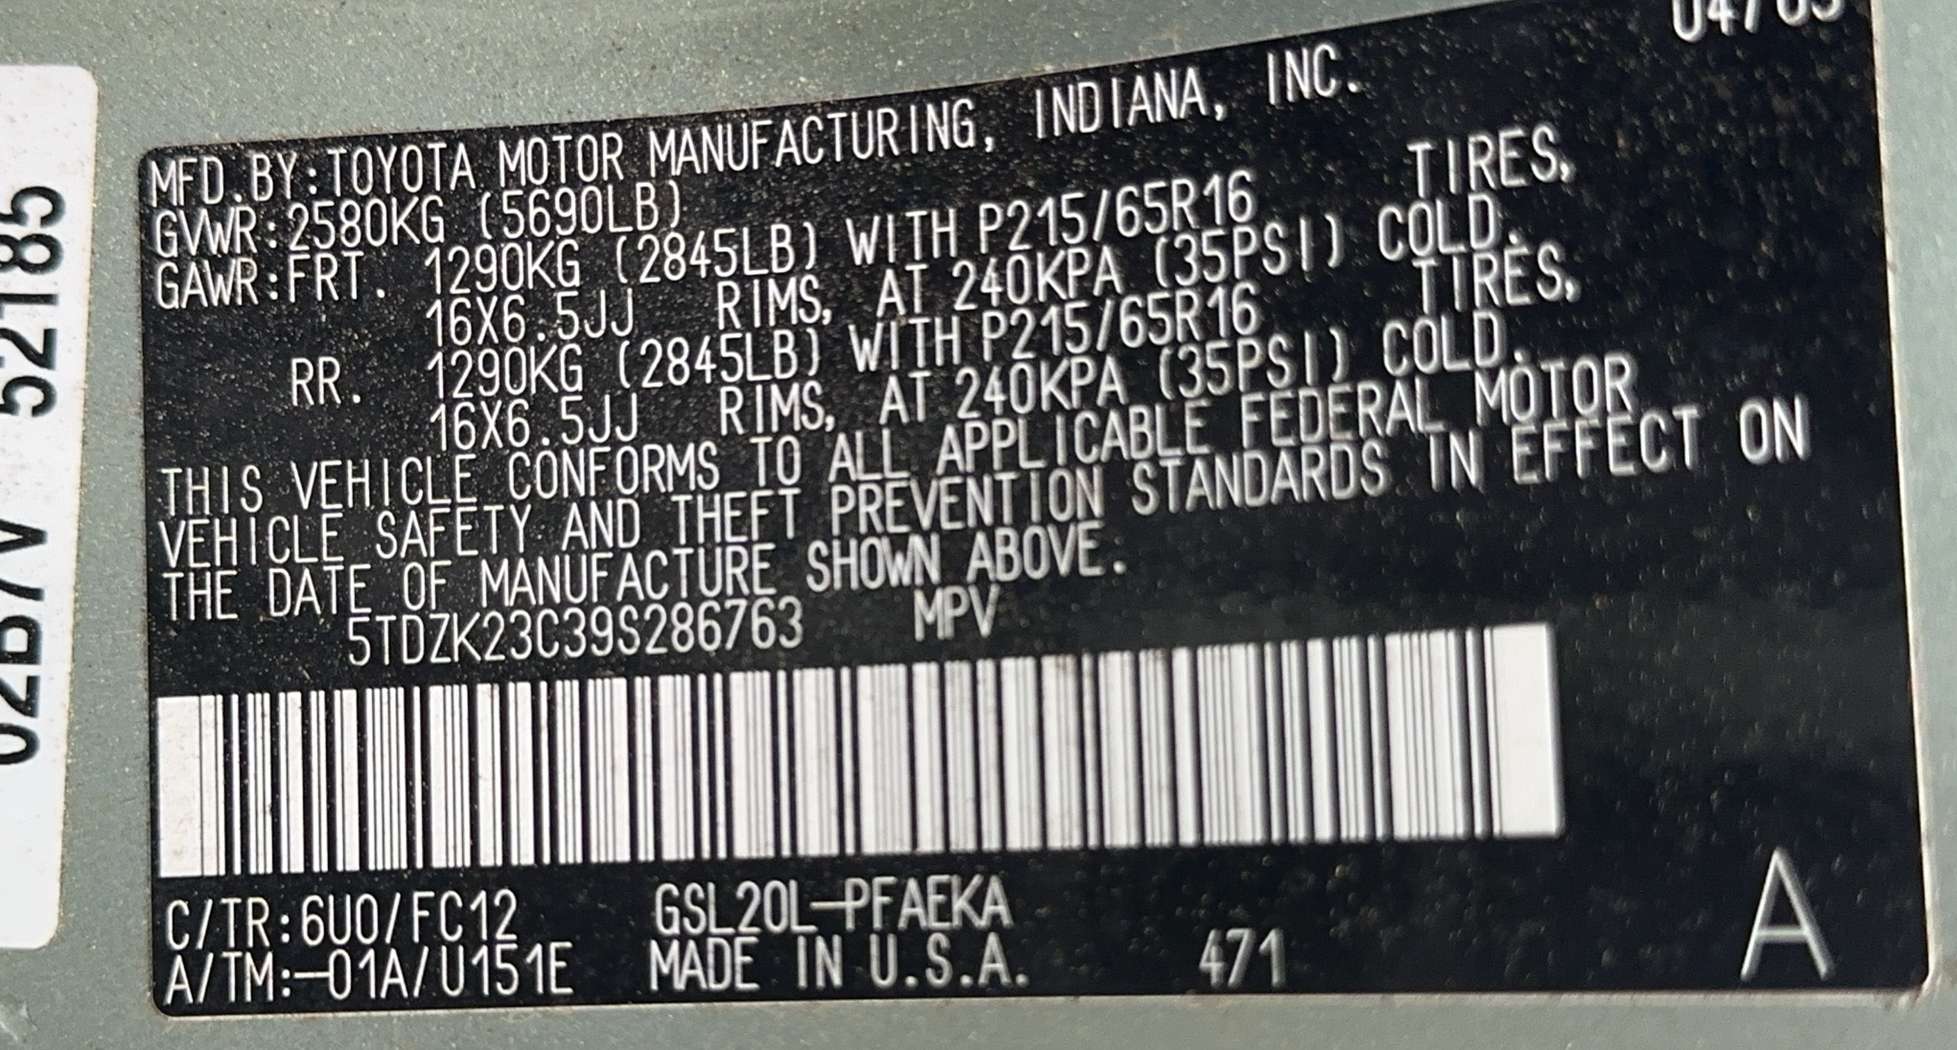 MFD.BY:TOYOTA MOTOR MANUFACTURING, INDIANA, INC.
GVWR:2580KG (5690LB)
GAWR:FRT. 1290KG (2845LB) WITH P215/65R16 TIRES,
16X6.5JJ RIMS, AT 240KPA (35PSI) COLD.
RR. 1290KG (2845LB) WITH P215/65R16 TIRES,
16X6.5JJ RIMS, AT 240KPA (35PSI) COLD.
THIS VEHICLE CONFORMS TO ALL APPLICABLE FEDERAL MOTOR
VEHICLE SAFETY AND THEFT PREVENTION STANDARDS IN EFFECT ON
THE DATE OF MANUFACTURE SHOWN ABOVE.
5TDZK23C39S286763 MPV
C/TR:6U0/FC12 GSL20L-PFAEKA
A/TM:-01A/U151E MADE IN U.S.A. 471
A
52185